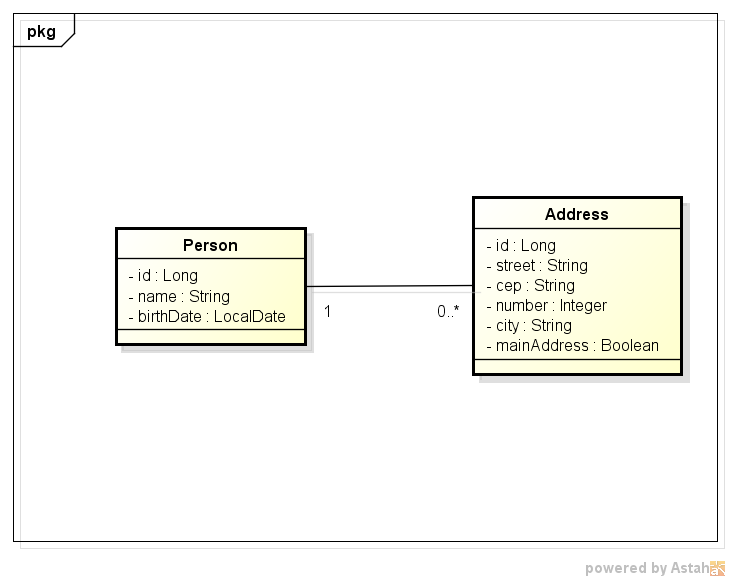 pkg
Person
- id : Long
- name : String
- birthDate : LocalDate
1
0..*
Address
- id : Long
- street : String
- cep : String
- number : Integer
- city : String
- mainAddress : Boolean
powered by Astah